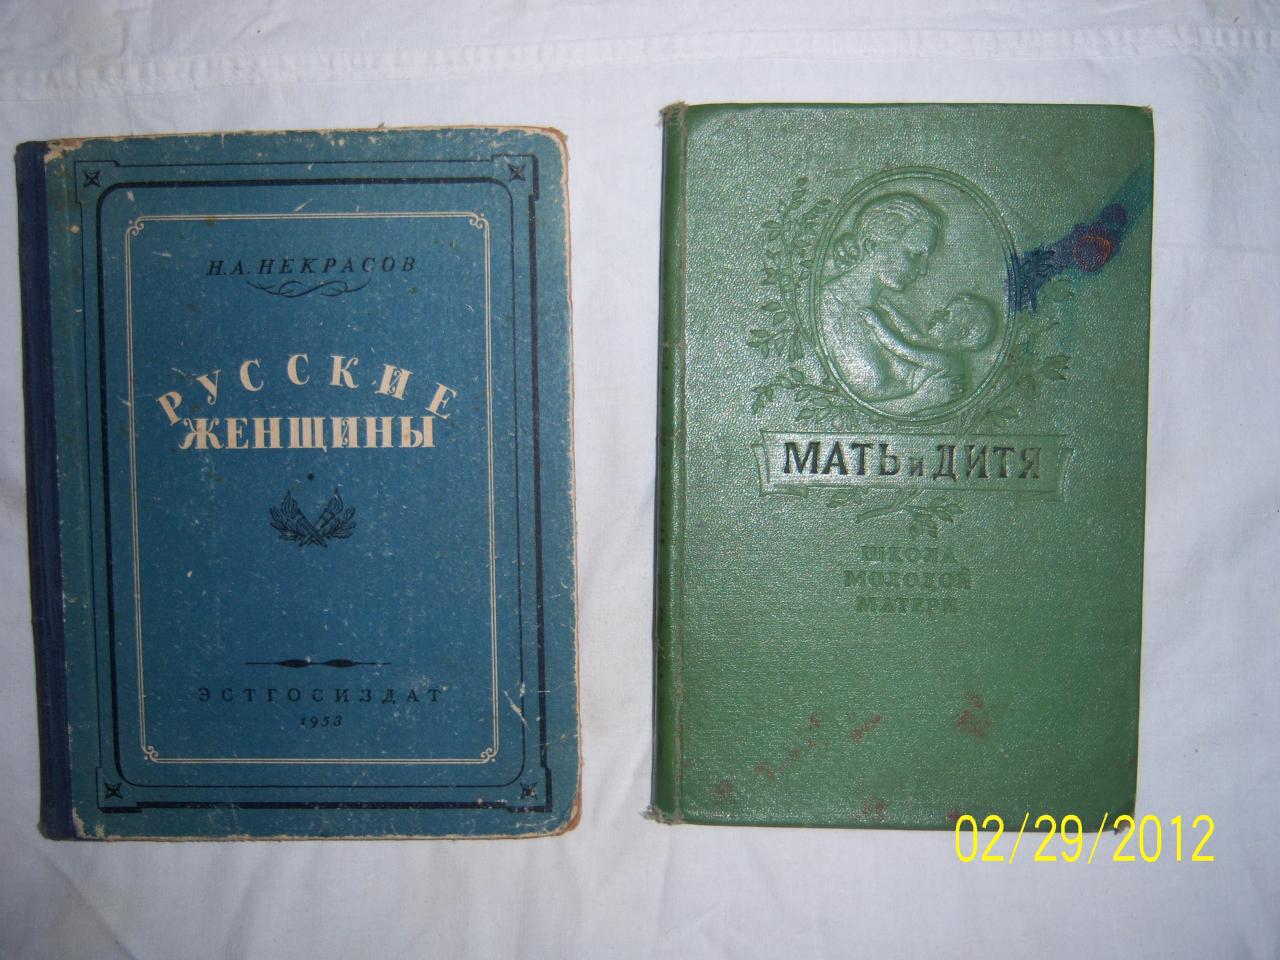 Н.А.НЕКРАСОВ
РУССКИЕ
ЖЕНЩИНЫ
ЭСТГОСИЗДАТ
1953
МАТЬ и ДИТЯ
ШКОЛА
МОЛОДОЙ
МАТЕРИ
02/29/2012